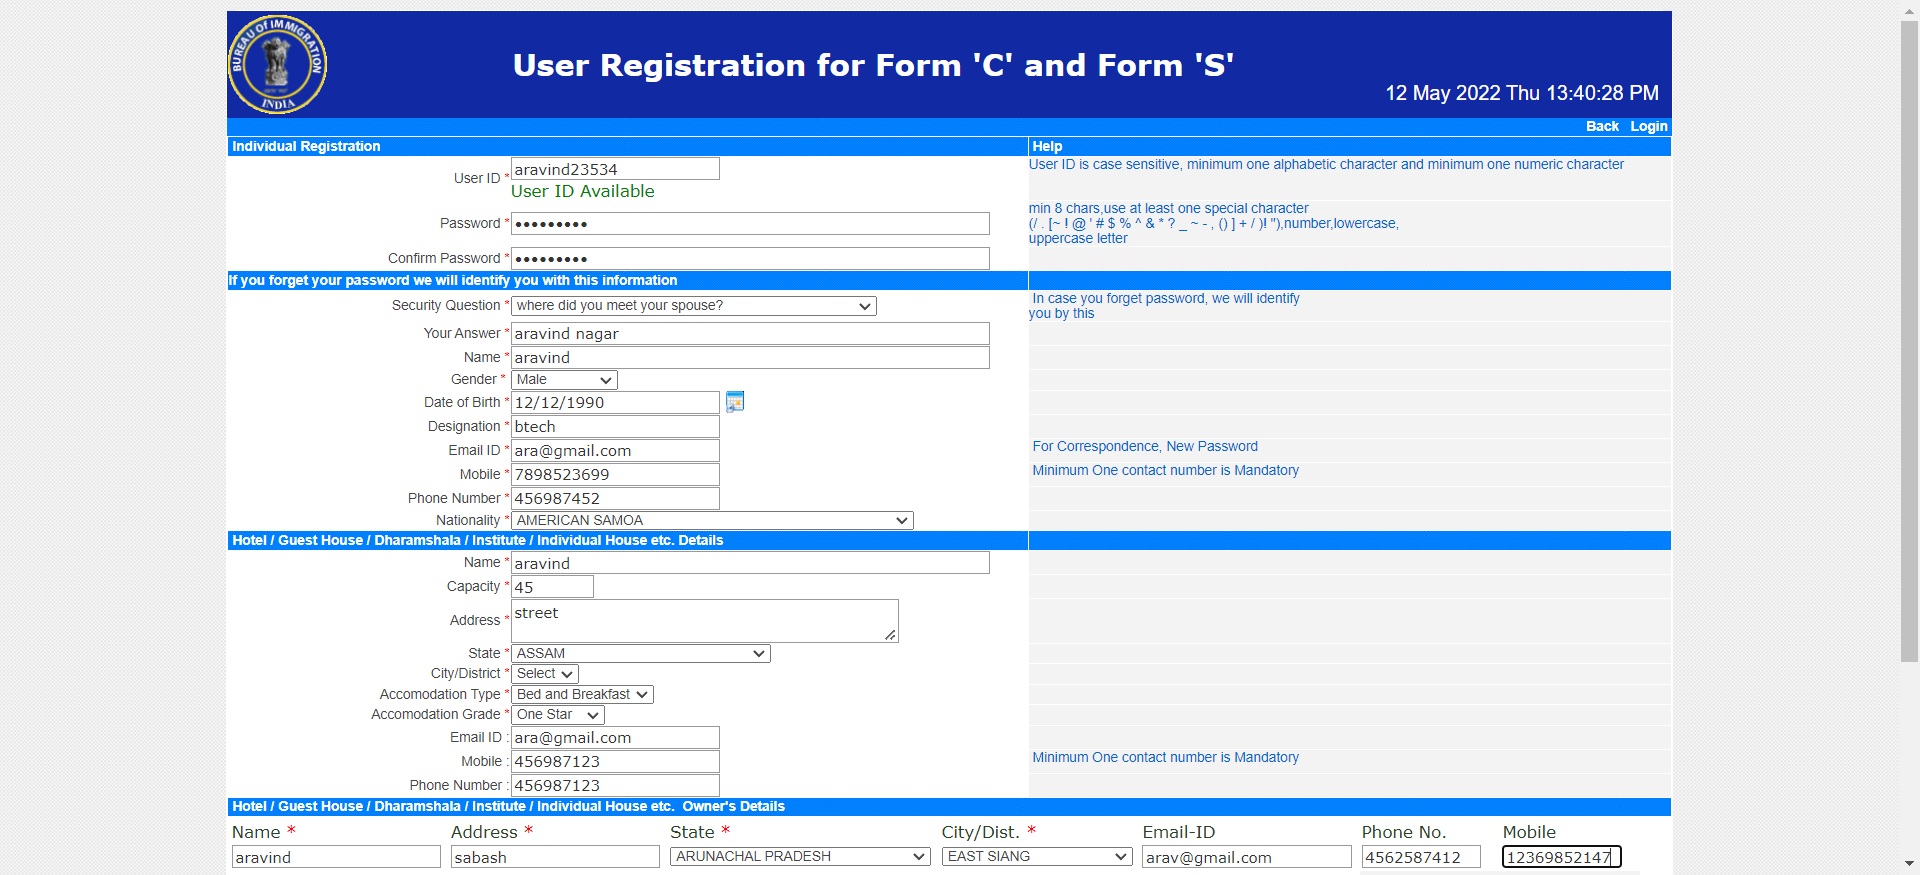 BUREAU OF IMMIGRATION
INDIA
User Registration for Form 'C' and Form 'S'
12 May 2022 Thu 13:40:28 PM
Back Login
Individual Registration Help
User ID * aravind23534 User ID is case sensitive, minimum one alphabetic character and minimum one numeric character
User ID Available
min 8 chars,use at least one special character
Password * ••••••••• (/ . [~ ! @ ' # $ % ^ & * ? _ ~ - , () ] + / )! "),number,lowercase,
uppercase letter
Confirm Password * •••••••••
If you forget your password we will identify you with this information
Security Question * where did you meet your spouse? In case you forget password, we will identify
you by this
Your Answer * aravind nagar
Name * aravind
Gender * Male
Date of Birth * 12/12/1990
Designation * btech
Email ID * ara@gmail.com For Correspondence, New Password
Mobile * 7898523699 Minimum One contact number is Mandatory
Phone Number * 456987452
Nationality * AMERICAN SAMOA
Hotel / Guest House / Dharamshala / Institute / Individual House etc. Details
Name * aravind
Capacity * 45
Address * street
State * ASSAM
City/District * Select
Accomodation Type * Bed and Breakfast
Accomodation Grade * One Star
Email ID : ara@gmail.com
Mobile : 456987123 Minimum One contact number is Mandatory
Phone Number : 456987123
Hotel / Guest House / Dharamshala / Institute / Individual House etc. Owner's Details
Name * Address * State * City/Dist. * Email-ID Phone No. Mobile
aravind sabash ARUNACHAL PRADESH EAST SIANG arav@gmail.com 4562587412 12369852147